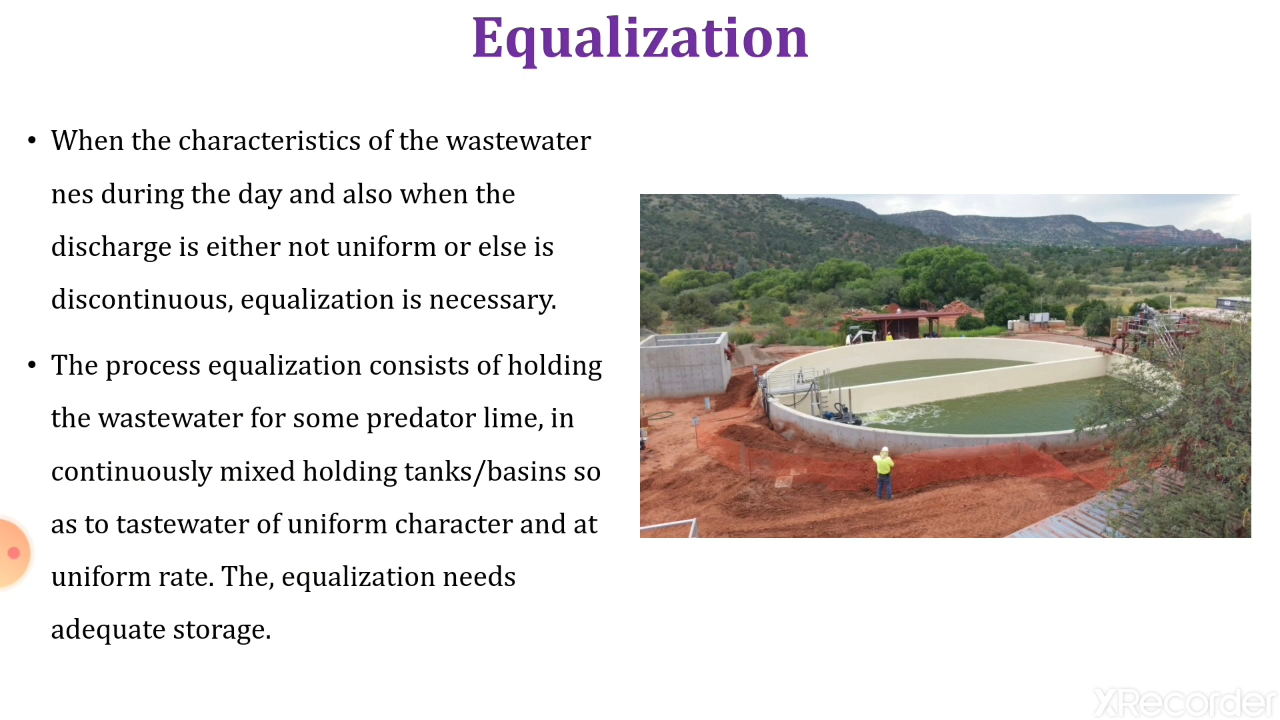 Equalization
• When the characteristics of the wastewater
nes during the day and also when the
discharge is either not uniform or else is
discontinuous, equalization is necessary.
• The process equalization consists of holding
the wastewater for some predator lime, in
continuously mixed holding tanks/basins so
as to tastewater of uniform character and at
uniform rate. The, equalization needs
adequate storage.
XRecorder